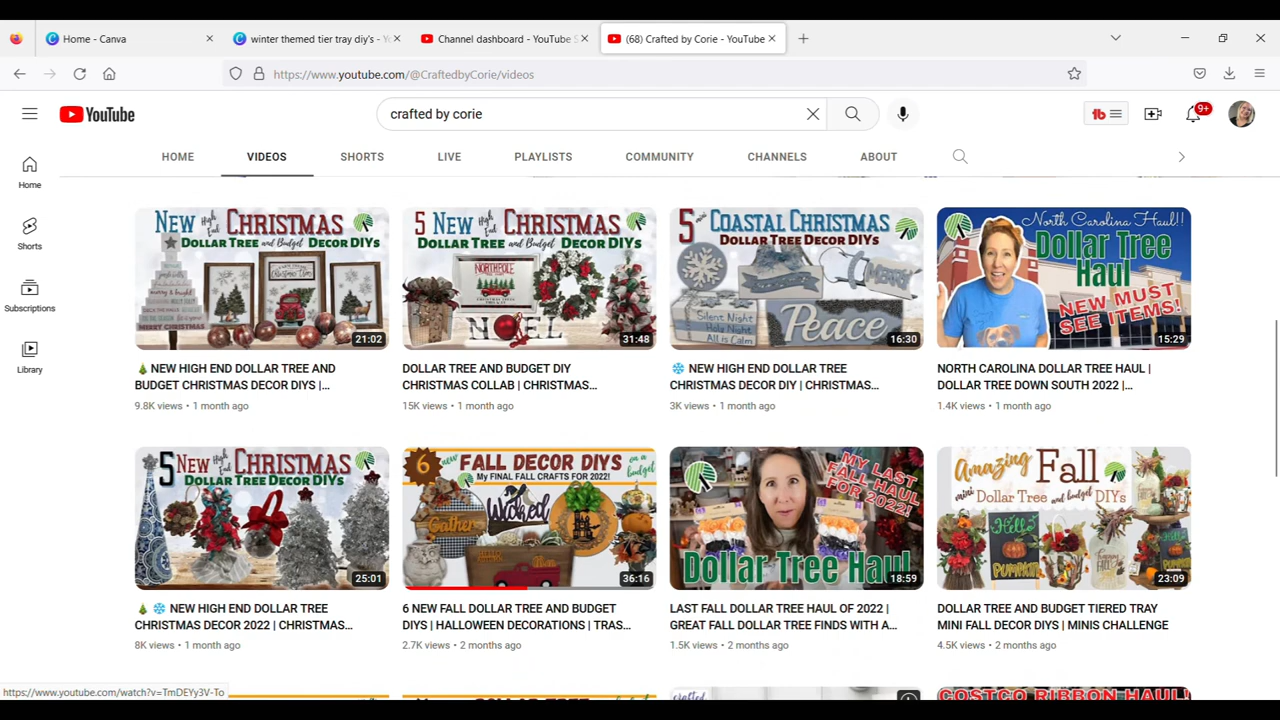 Home - Canva
winter themed tier tray diy's - Yo
Channel dashboard - YouTube S
(68) Crafted by Corie - YouTube
https://www.youtube.com/@CraftedbyCorie/videos
YouTube
crafted by corie
tb
9+
HOME
VIDEOS
SHORTS
LIVE
PLAYLISTS
COMMUNITY
CHANNELS
ABOUT
Home
Shorts
Subscriptions
Library
NEW High End CHRISTMAS
DOLLAR TREE and BUDGET DECOR DIYs
MERRY CHRISTMAS
21:02
5 NEW High End CHRISTMAS
DOLLAR TREE and BUDGET DECOR DIYs
NORTHPOLE
NOEL
31:48
5 COASTAL CHRISTMAS
DOLLAR TREE DECOR DIYs
MERRY
Silent Night
Holy Night
All is Calm
Peace
16:30
North Carolina Haul!!
Dollar Tree
Haul
NEW MUST
SEE ITEMS!
15:29
🎄NEW HIGH END DOLLAR TREE AND
BUDGET CHRISTMAS DECOR DIYS |...
9.8K views • 1 month ago
DOLLAR TREE AND BUDGET DIY
CHRISTMAS COLLAB | CHRISTMAS...
15K views • 1 month ago
❄️ NEW HIGH END DOLLAR TREE
CHRISTMAS DECOR DIY | CHRISTMAS...
3K views • 1 month ago
NORTH CAROLINA DOLLAR TREE HAUL |
DOLLAR TREE DOWN SOUTH 2022 |...
1.4K views • 1 month ago
5 NEW High End CHRISTMAS
DOLLAR TREE DECOR DIYs
25:01
6 new FALL DECOR DIYS on a budget
My FINAL FALL CRAFTS FOR 2022!
Gather
Wicked
36:16
MY LAST
FALL HAUL
FOR 2022!
Dollar Tree Haul
18:59
Amazing Fall
mini Dollar Tree and budget DIYs
Hello
PUMPKIN
23:09
🎄 ❄️ NEW HIGH END DOLLAR TREE
CHRISTMAS DECOR 2022 | CHRISTMAS...
8K views • 1 month ago
6 NEW FALL DOLLAR TREE AND BUDGET
DIYS | HALLOWEEN DECORATIONS | TRAS...
2.7K views • 2 months ago
LAST FALL DOLLAR TREE HAUL OF 2022 |
GREAT FALL DOLLAR TREE FINDS WITH A...
1.5K views • 2 months ago
DOLLAR TREE AND BUDGET TIERED TRAY
MINI FALL DECOR DIYS | MINIS CHALLENGE
4.5K views • 2 months ago
https://www.youtube.com/watch?v=TmDEYy3V-To
crafted
COSTCO RIBBON HAUL!